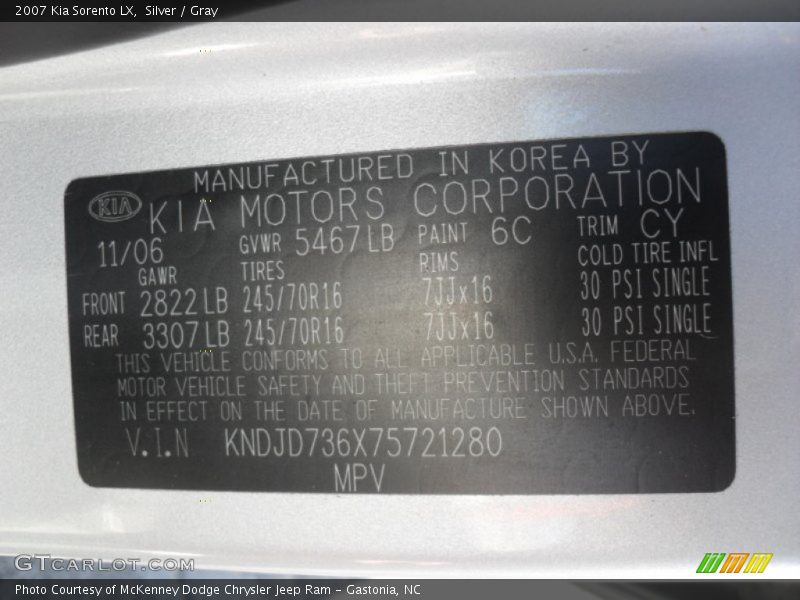 2007 Kia Sorento LX, Silver / Gray
MANUFACTURED IN KOREA BY
KIA KIA MOTORS CORPORATION
11/06 GVWR 5467LB PAINT 6C TRIM CY
GAWR TIRES RIMS COLD TIRE INFL
FRONT 2822LB 245/70R16 7JJx16 30 PSI SINGLE
REAR 3307LB 245/70R16 7JJx16 30 PSI SINGLE
THIS VEHICLE CONFORMS TO ALL APPLICABLE U.S.A. FEDERAL
MOTOR VEHICLE SAFETY AND THEFT PREVENTION STANDARDS
IN EFFECT ON THE DATE OF MANUFACTURE SHOWN ABOVE.
V.I.N KNDJD736X75721280
MPV
GTCARLOT.COM
Photo Courtesy of McKenney Dodge Chrysler Jeep Ram – Gastonia, NC